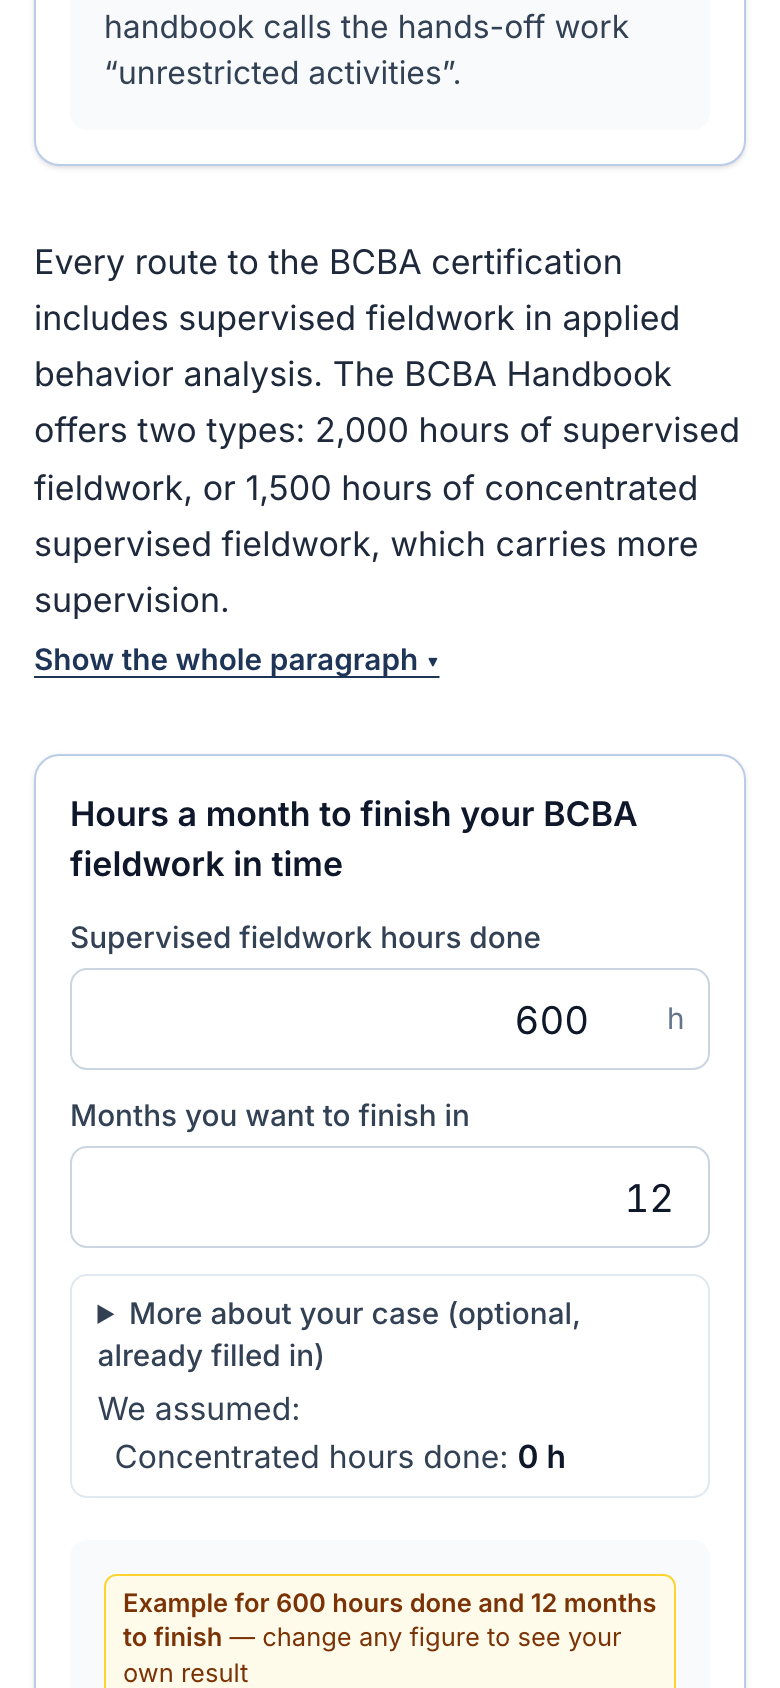 handbook calls the hands-off work
“unrestricted activities”.
Every route to the BCBA certification
includes supervised fieldwork in applied
behavior analysis. The BCBA Handbook
offers two types: 2,000 hours of supervised
fieldwork, or 1,500 hours of concentrated
supervised fieldwork, which carries more
supervision.
Show the whole paragraph ▾
Hours a month to finish your BCBA
fieldwork in time
Supervised fieldwork hours done
600 h
Months you want to finish in
12
▶ More about your case (optional,
already filled in)
We assumed:
Concentrated hours done: 0 h
Example for 600 hours done and 12 months
to finish — change any figure to see your
own result